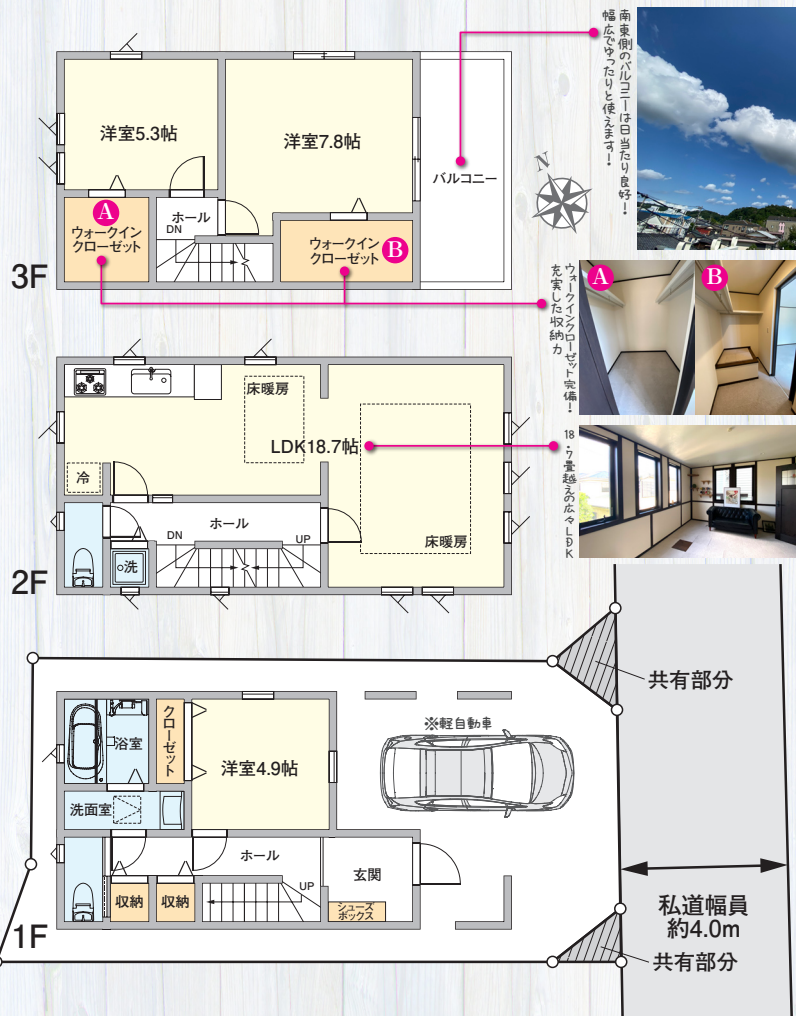 南東側のバルコニーは日当たり良好!
幅広でゆったりと使えます!
N
洋室5.3帖
洋室7.8帖
バルコニー
A
ウォークイン
クローゼット
ホール
DN
ウォークイン
クローゼット
B
3F
ウォークインクローゼット完備!
充実した収納力
A
B
床暖房
LDK18.7帖
冷
ホール
DN
UP
洗
床暖房
2F
18.7畳越えの広々LDK
共有部分
※軽自動車
浴室
クローゼット
洋室4.9帖
洗面室
ホール
玄関
UP
収納
収納
シューズ
ボックス
1F
私道幅員
約4.0m
共有部分